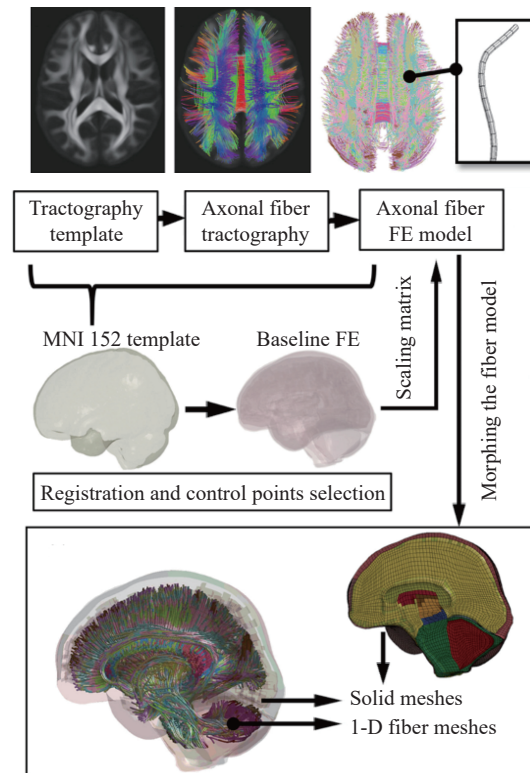 Tractography
template
Axonal fiber
tractography
Axonal fiber
FE model
MNI 152 template
Baseline FE
Scaling matrix
Morphing the fiber model
Registration and control points selection
Solid meshes
1-D fiber meshes